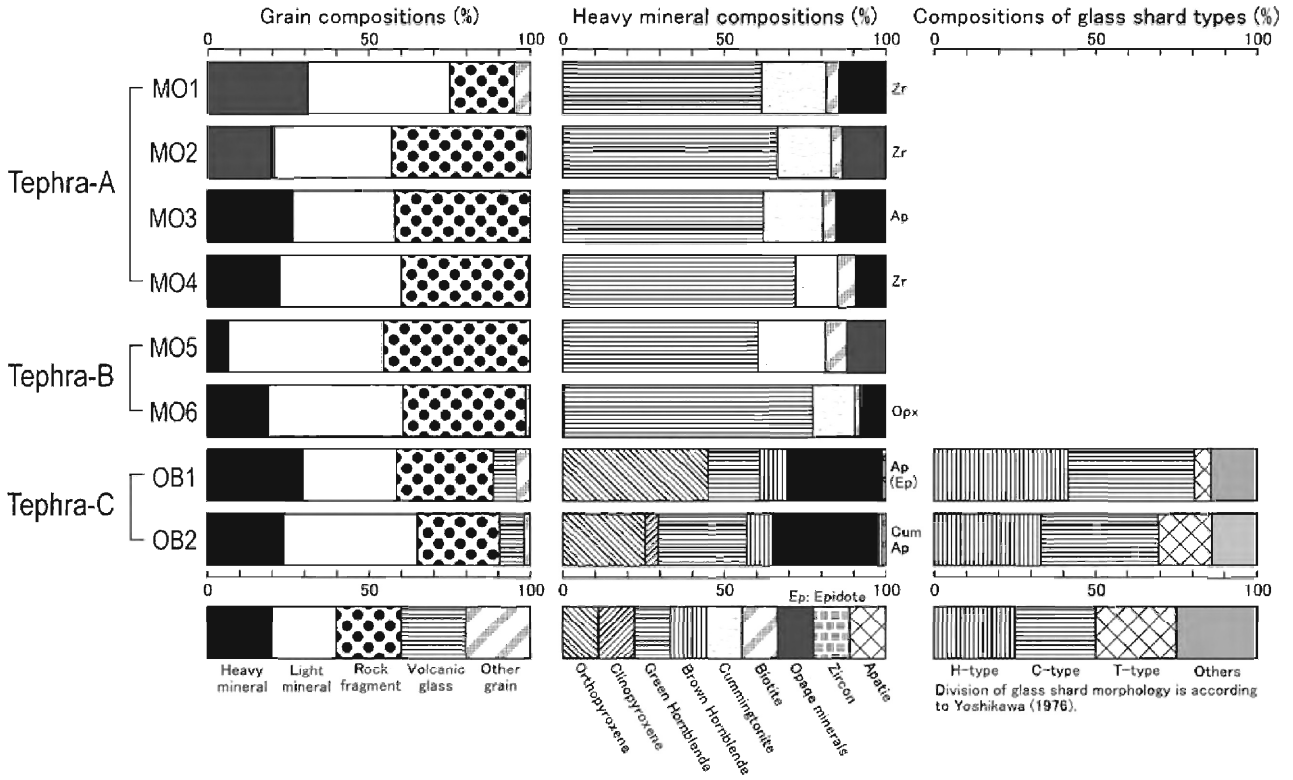 Grain compositions (%)
Heavy mineral compositions (%)
Compositions of glass shard types (%)
0 50 100
0 50 100
0 50 100
Tephra-A
MO1
Zr
MO2
Zr
MO3
Ap
MO4
Zr
Tephra-B
MO5
MO6
Opx
Tephra-C
OB1
Ap
(Ep)
OB2
Cum
Ap
0 50 100
0 50 100
0 50 100
Ep: Epidote
Heavy
mineral
Light
mineral
Rock
fragment
Volcanic
glass
Other
grain
Orthopyroxene
Clinopyroxene
Green Hornblende
Brown Hornblende
Cummingtonite
Biotite
Opage minerals
Zircon
Apatie
H-type
C-type
T-type
Others
Division of glass shard morphology is according
to Yoshikawa (1976).